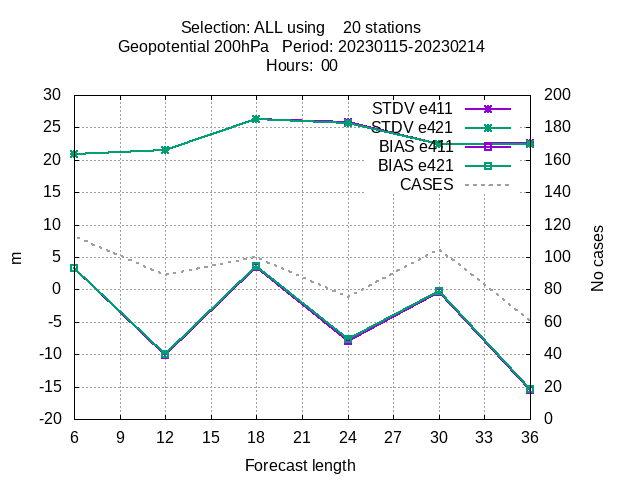 Selection: ALL using 20 stations
Geopotential 200hPa Period: 20230115-20230214
Hours: 00
30 200
STDV e411
25 180
STDV e421
20 160
BIAS e411
BIAS e421
15 140
CASES
10 120
5 100
m
No cases
0 80
-5 60
-10 40
-15 20
-20 0
6 9 12 15 18 21 24 27 30 33 36
Forecast length